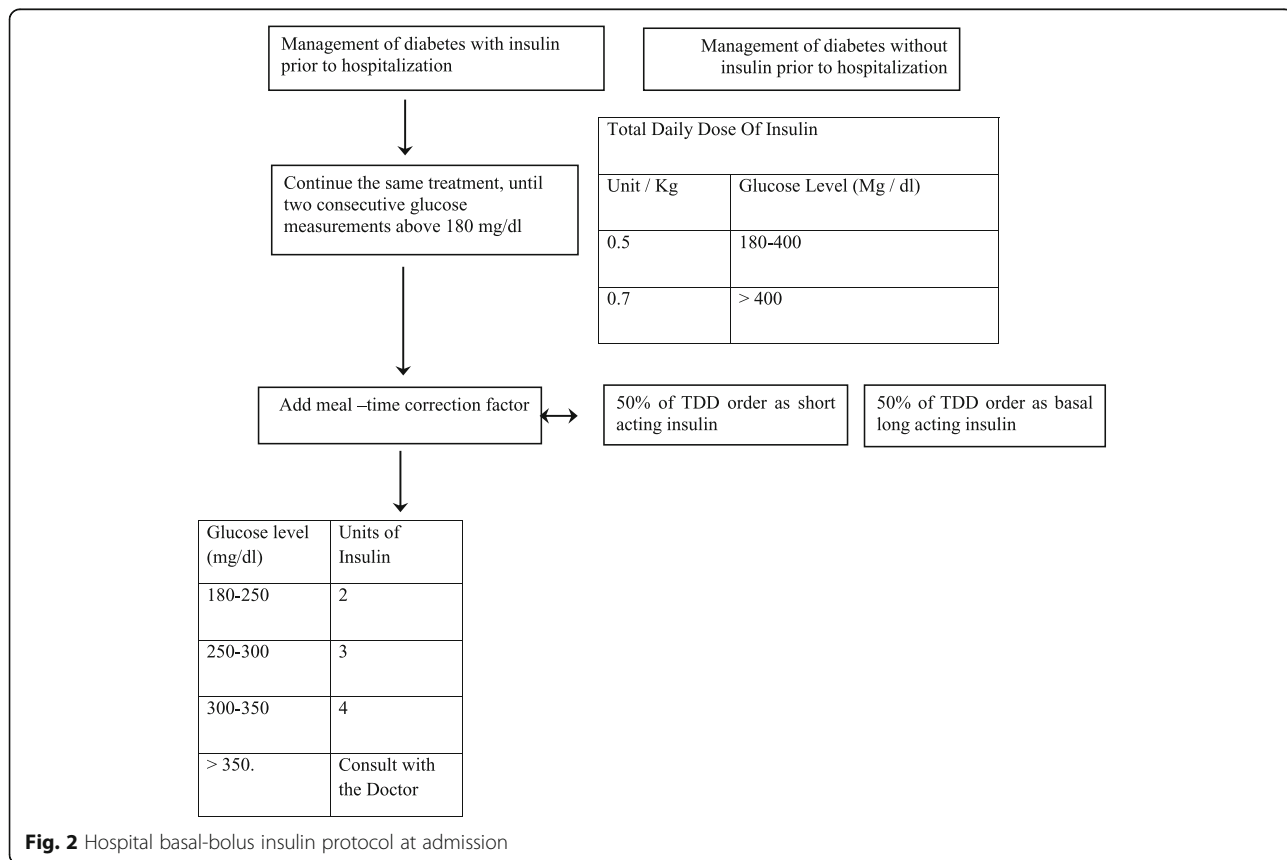 Management of diabetes with insulin
prior to hospitalization
Management of diabetes without
insulin prior to hospitalization
Total Daily Dose Of Insulin
Unit / Kg
Glucose Level (Mg / dl)
0.5
180-400
0.7
> 400
Continue the same treatment, until
two consecutive glucose
measurements above 180 mg/dl
Add meal –time correction factor
50% of TDD order as short
acting insulin
50% of TDD order as basal
long acting insulin
Glucose level
(mg/dl)
Units of
Insulin
180-250
2
250-300
3
300-350
4
> 350.
Consult with
the Doctor
Fig. 2 Hospital basal-bolus insulin protocol at admission